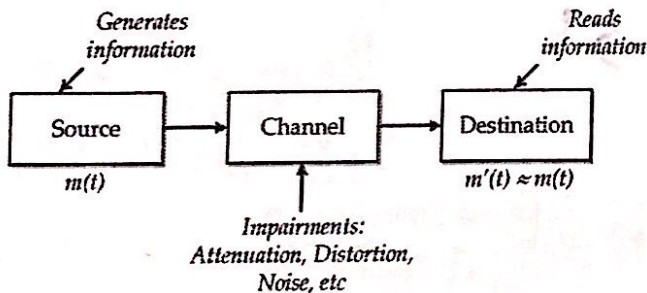 Generates
information
Reads
information
Source
Channel
Destination
m(t)
m'(t) ≈ m(t)
Impairments:
Attenuation, Distortion,
Noise, etc